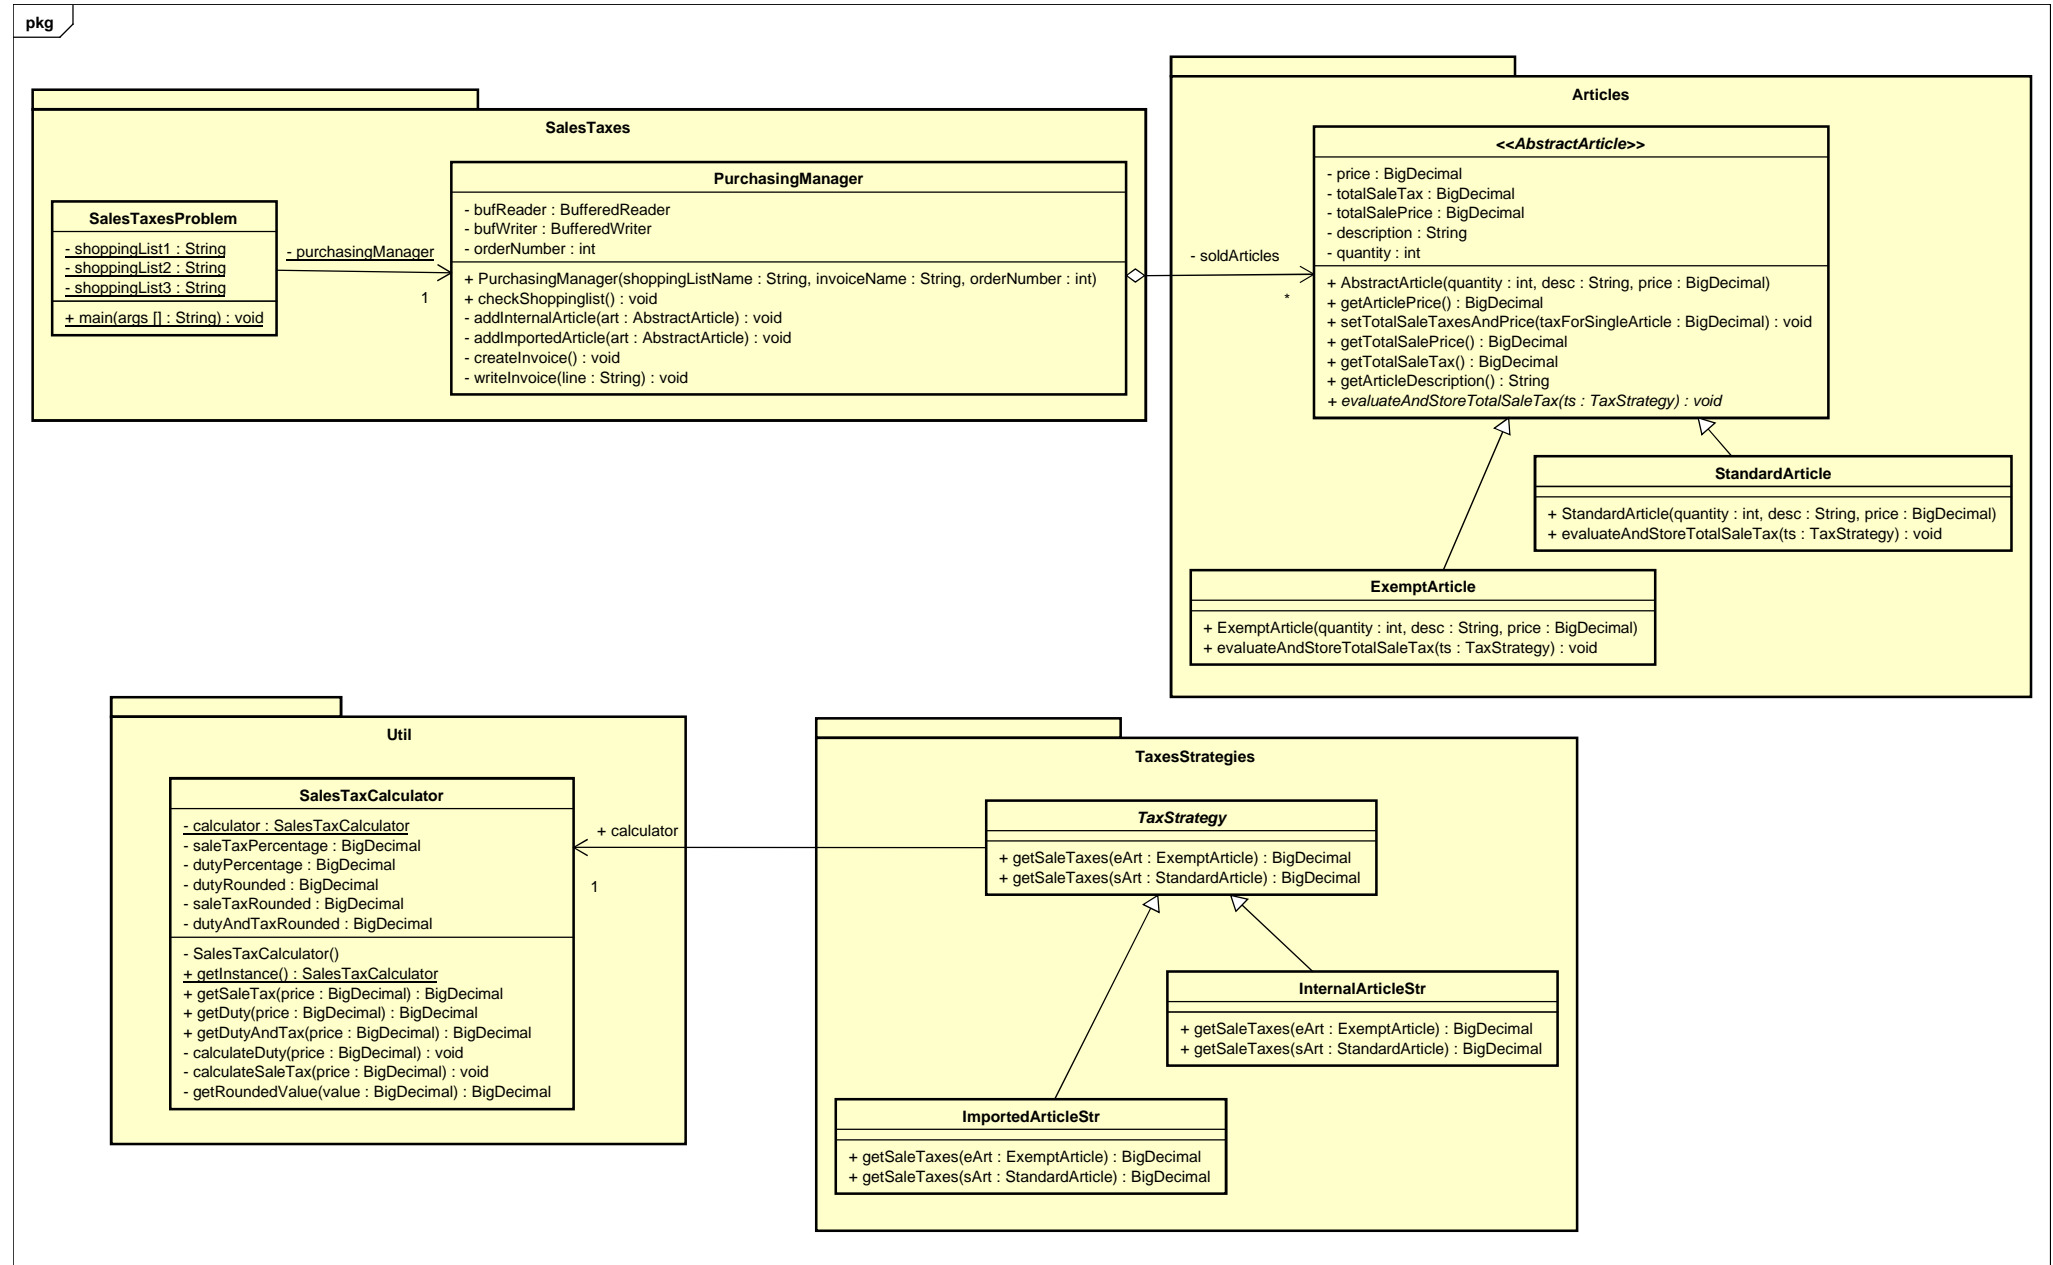 pkg
SalesTaxes
SalesTaxesProblem
- shoppingList1 : String
- shoppingList2 : String
- shoppingList3 : String
+ main(args [] : String) : void
- purchasingManager
1
PurchasingManager
- bufReader : BufferedReader
- bufWriter : BufferedWriter
- orderNumber : int
+ PurchasingManager(shoppingListName : String, invoiceName : String, orderNumber : int)
+ checkShoppinglist() : void
- addInternalArticle(art : AbstractArticle) : void
- addImportedArticle(art : AbstractArticle) : void
- createInvoice() : void
- writeInvoice(line : String) : void
- soldArticles
*
Articles
<<AbstractArticle>>
- price : BigDecimal
- totalSaleTax : BigDecimal
- totalSalePrice : BigDecimal
- description : String
- quantity : int
+ AbstractArticle(quantity : int, desc : String, price : BigDecimal)
+ getArticlePrice() : BigDecimal
+ setTotalSaleTaxesAndPrice(taxForSingleArticle : BigDecimal) : void
+ getTotalSalePrice() : BigDecimal
+ getTotalSaleTax() : BigDecimal
+ getArticleDescription() : String
+ evaluateAndStoreTotalSaleTax(ts : TaxStrategy) : void
StandardArticle
+ StandardArticle(quantity : int, desc : String, price : BigDecimal)
+ evaluateAndStoreTotalSaleTax(ts : TaxStrategy) : void
ExemptArticle
+ ExemptArticle(quantity : int, desc : String, price : BigDecimal)
+ evaluateAndStoreTotalSaleTax(ts : TaxStrategy) : void
Util
SalesTaxCalculator
- calculator : SalesTaxCalculator
- saleTaxPercentage : BigDecimal
- dutyPercentage : BigDecimal
- dutyRounded : BigDecimal
- saleTaxRounded : BigDecimal
- dutyAndTaxRounded : BigDecimal
- SalesTaxCalculator()
+ getInstance() : SalesTaxCalculator
+ getSaleTax(price : BigDecimal) : BigDecimal
+ getDuty(price : BigDecimal) : BigDecimal
+ getDutyAndTax(price : BigDecimal) : BigDecimal
- calculateDuty(price : BigDecimal) : void
- calculateSaleTax(price : BigDecimal) : void
- getRoundedValue(value : BigDecimal) : BigDecimal
+ calculator
1
TaxesStrategies
TaxStrategy
+ getSaleTaxes(eArt : ExemptArticle) : BigDecimal
+ getSaleTaxes(sArt : StandardArticle) : BigDecimal
InternalArticleStr
+ getSaleTaxes(eArt : ExemptArticle) : BigDecimal
+ getSaleTaxes(sArt : StandardArticle) : BigDecimal
ImportedArticleStr
+ getSaleTaxes(eArt : ExemptArticle) : BigDecimal
+ getSaleTaxes(sArt : StandardArticle) : BigDecimal